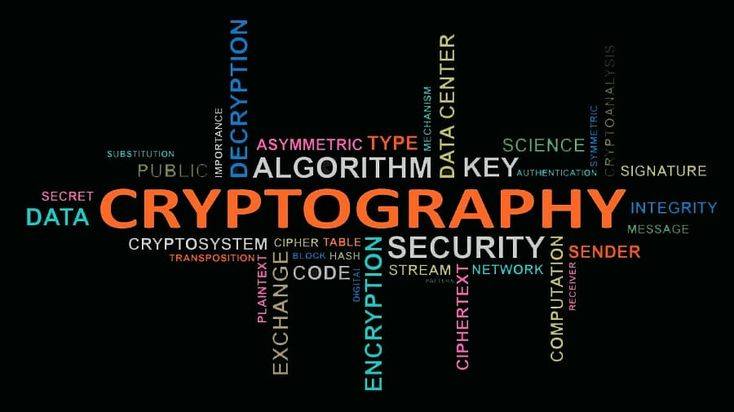 DECRYPTION
IMPORTANCE
MECHANISM
DATA CENTER
SYMMETRIC
CRYPTOANALYSIS
SUBSTITUTION
PUBLIC
ASYMMETRIC
TYPE
SCIENCE
ALGORITHM
KEY
AUTHENTICATION
SIGNATURE
SECRET
DATA
CRYPTOGRAPHY
INTEGRITY
MESSAGE
CRYPTOSYSTEM
CIPHER
TABLE
SECURITY
SENDER
TRANSPOSITION
BLOCK
HASH
PLAINTEXT
EXCHANGE
CODE
DIGITAL
ENCRYPTION
STREAM
PATTERN
CIPHERTEXT
NETWORK
COMPUTATION
RECEIVER